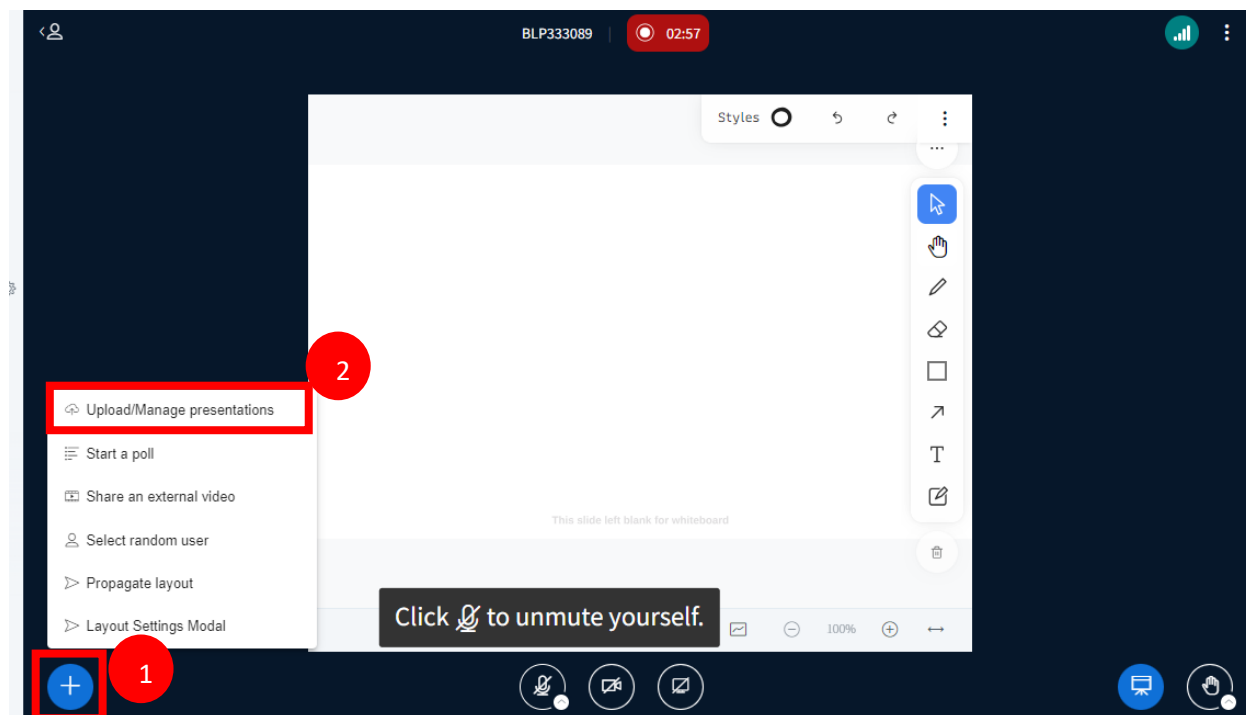 BLP333089
02:57
Styles
2
Upload/Manage presentations
Start a poll
Share an external video
Select random user
Propagate layout
Layout Settings Modal
T
This slide left blank for whiteboard
Click to unmute yourself.
100%
1